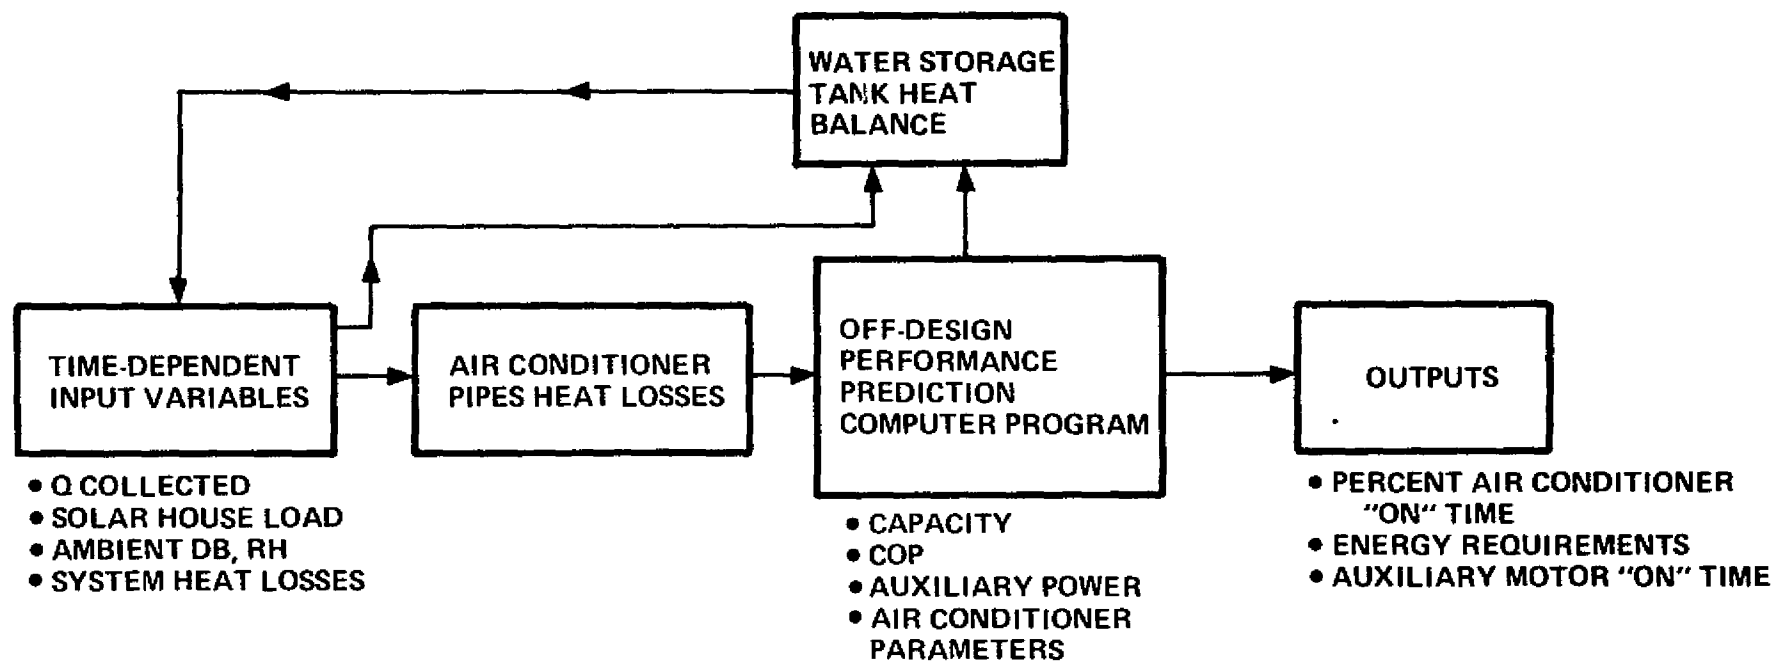 WATER STORAGE
TANK HEAT
BALANCE
TIME-DEPENDENT
INPUT VARIABLES
• Q COLLECTED
• SOLAR HOUSE LOAD
• AMBIENT DB, RH
• SYSTEM HEAT LOSSES
AIR CONDITIONER
PIPES HEAT LOSSES
OFF-DESIGN
PERFORMANCE
PREDICTION
COMPUTER PROGRAM
• CAPACITY
• COP
• AUXILIARY POWER
• AIR CONDITIONER
PARAMETERS
OUTPUTS
• PERCENT AIR CONDITIONER
"ON" TIME
• ENERGY REQUIREMENTS
• AUXILIARY MOTOR "ON" TIME